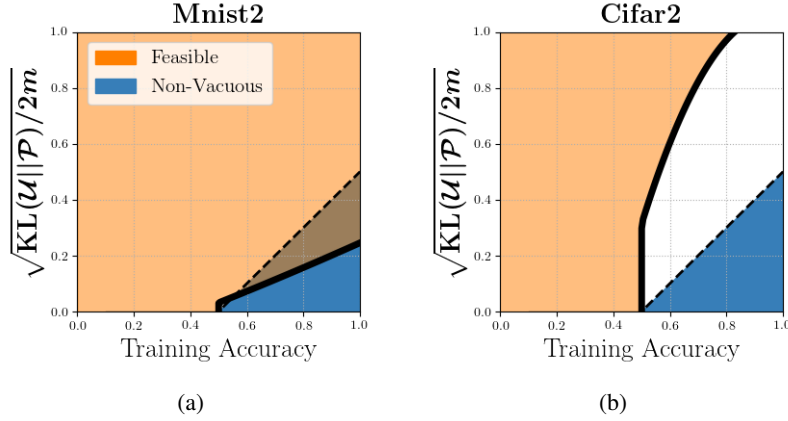 Mnist2
√KL(𝒰||𝒫)/2m
1.0
0.8
0.6
0.4
0.2
0.0
Feasible
Non-Vacuous
0.0 0.2 0.4 0.6 0.8 1.0
Training Accuracy
(a)
Cifar2
√KL(𝒰||𝒫)/2m
1.0
0.8
0.6
0.4
0.2
0.0
0.0 0.2 0.4 0.6 0.8 1.0
Training Accuracy
(b)